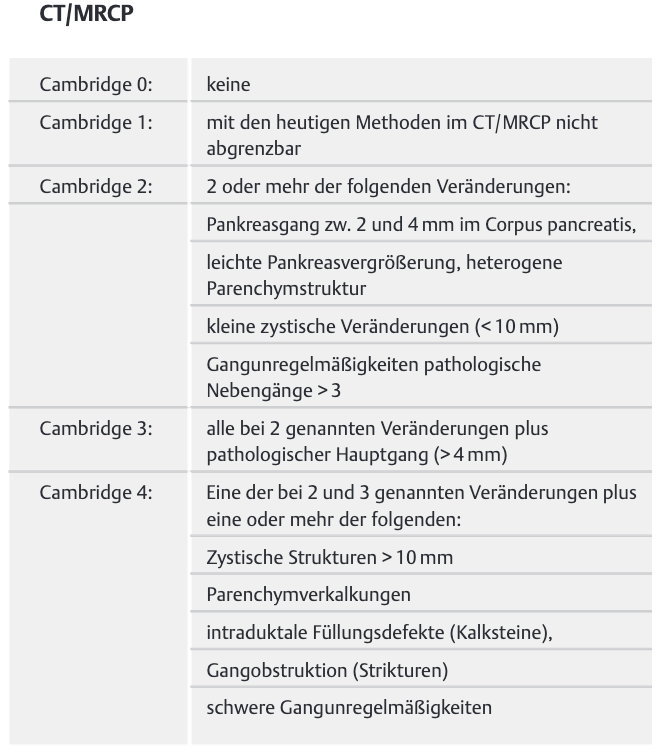 CT/MRCP
Cambridge 0: keine
Cambridge 1: mit den heutigen Methoden im CT/MRCP nicht
abgrenzbar
Cambridge 2: 2 oder mehr der folgenden Veränderungen:
Pankreasgang zw. 2 und 4 mm im Corpus pancreatis,
leichte Pankreasvergrößerung, heterogene
Parenchymstruktur
kleine zystische Veränderungen (< 10 mm)
Gangunregelmäßigkeiten pathologische
Nebengänge > 3
Cambridge 3: alle bei 2 genannten Veränderungen plus
pathologischer Hauptgang (> 4 mm)
Cambridge 4: Eine der bei 2 und 3 genannten Veränderungen plus
eine oder mehr der folgenden:
Zystische Strukturen > 10 mm
Parenchymverkalkungen
intraduktale Füllungsdefekte (Kalksteine),
Gangobstruktion (Strikturen)
schwere Gangunregelmäßigkeiten